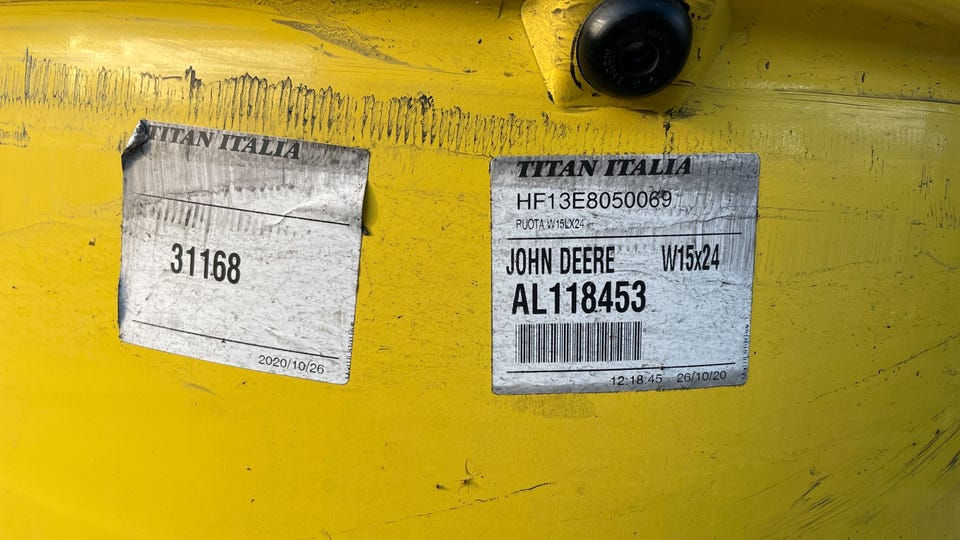 TITAN ITALIA
31168
2020/10/26
TITAN ITALIA
HF13E8050069
RUOTA W15LX24
JOHN DEERE W15x24
AL118453
12:18:45 26/10/20